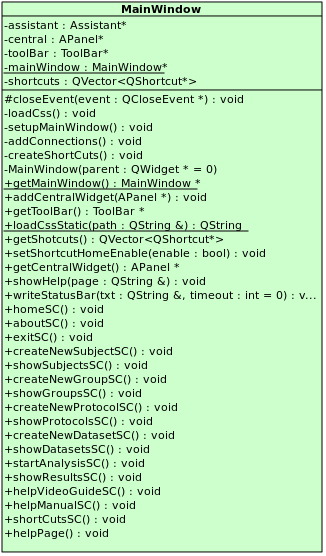 MainWindow
-assistant : Assistant*
-central : APanel*
-toolBar : ToolBar*
-mainWindow : MainWindow*
-shortcuts : QVector<QShortcut*>
#closeEvent(event : QCloseEvent *) : void
-loadCss() : void
-setupMainWindow() : void
-addConnections() : void
-createShortCuts() : void
-MainWindow(parent : QWidget * = 0)
+getMainWindow() : MainWindow *
+addCentralWidget(APanel *) : void
+getToolBar() : ToolBar *
+loadCssStatic(path : QString &) : QString
+getShotcuts() : QVector<QShortcut*>
+setShortcutHomeEnable(enable : bool) : void
+getCentralWidget() : APanel *
+showHelp(page : QString &) : void
+writeStatusBar(txt : QString &, timeout : int = 0) : v...
+homeSC() : void
+aboutSC() : void
+exitSC() : void
+createNewSubjectSC() : void
+showSubjectsSC() : void
+createNewGroupSC() : void
+showGroupsSC() : void
+createNewProtocolSC() : void
+showProtocolsSC() : void
+createNewDatasetSC() : void
+showDatasetsSC() : void
+startAnalysisSC() : void
+showResultsSC() : void
+helpVideoGuideSC() : void
+helpManualSC() : void
+shortCutsSC() : void
+helpPage() : void